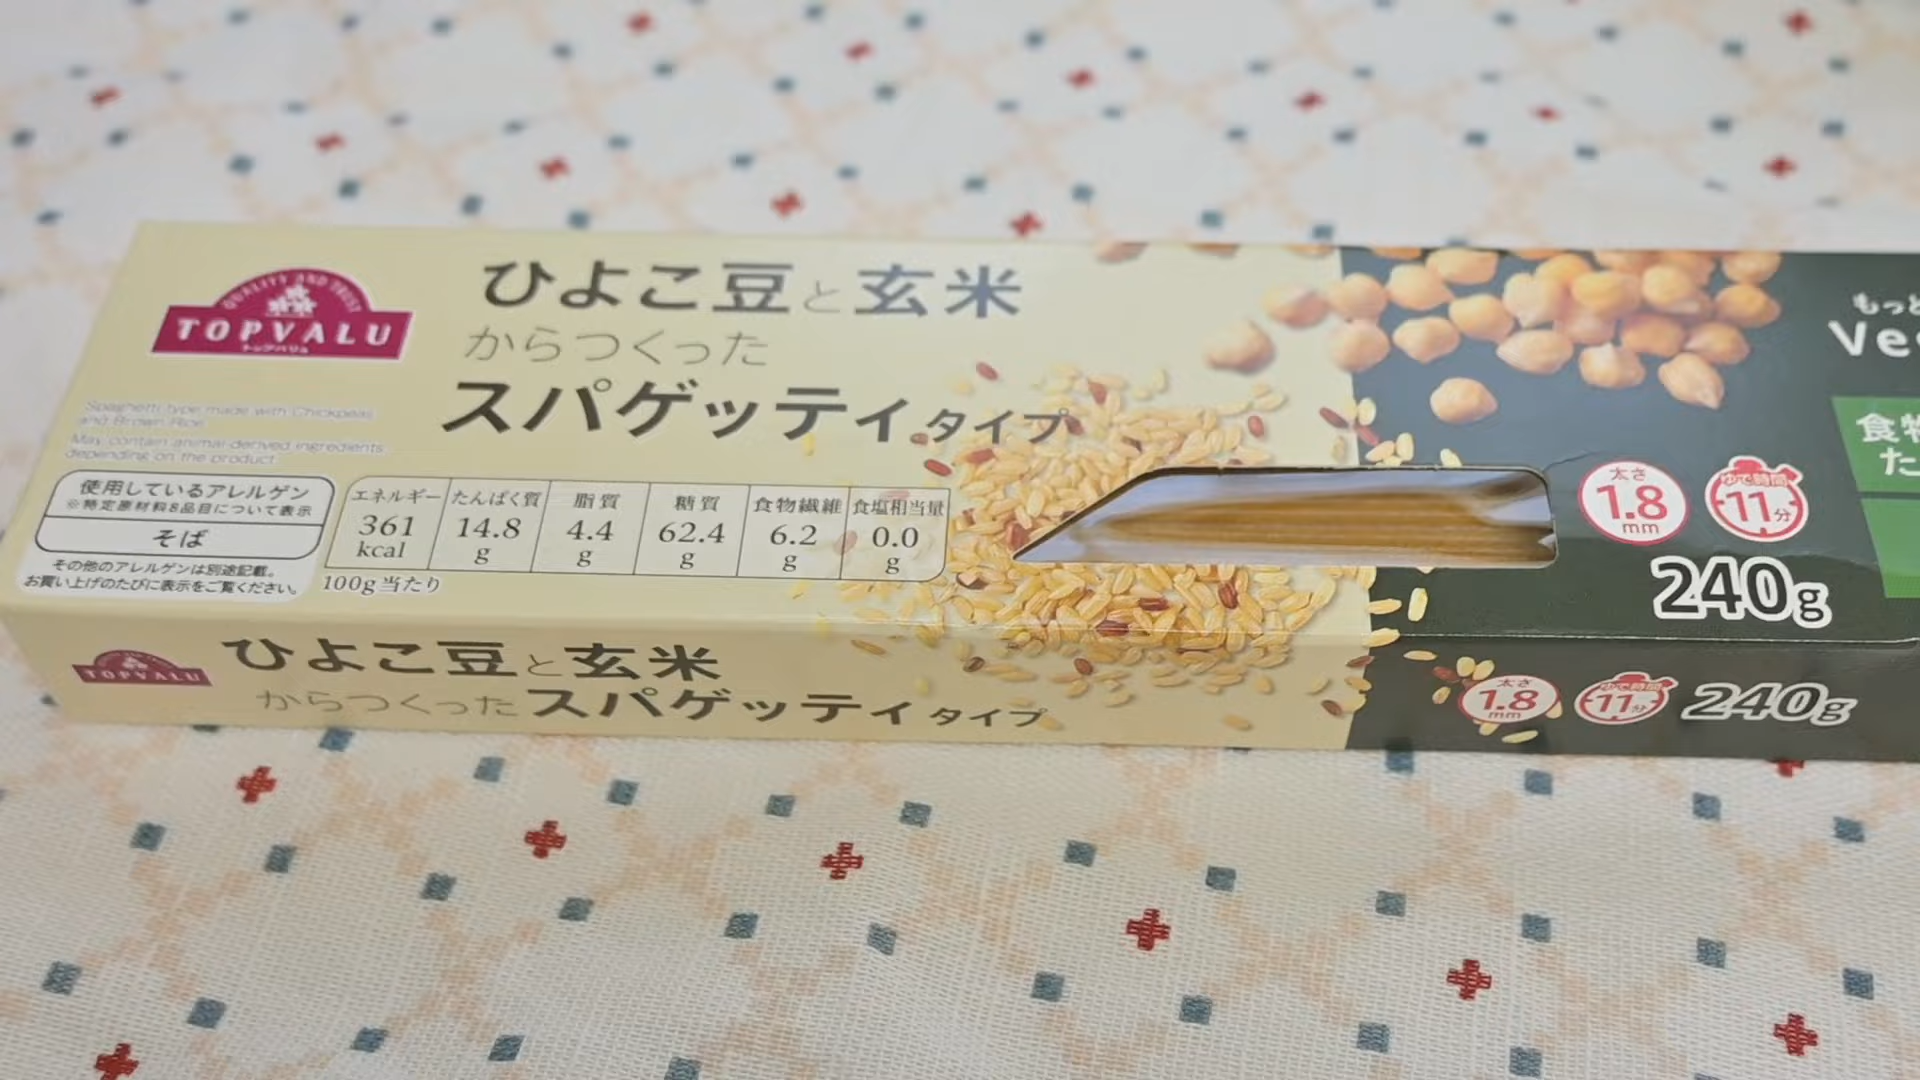 QUALITY AND TRUST
TOPVALU
トップバリュ
ひよこ豆と玄米
からつくった
スパゲッティタイプ
Spaghetti type made with Chickpeas
and Brown Rice
May contain animal-derived ingredients
depending on the product
使用しているアレルゲン
※特定原材料8品目について表示
そば
その他のアレルゲンは別途記載。
お買い上げのたびに表示をご覧ください。
エネルギー たんぱく質 脂質 糖質 食物繊維 食塩相当量
361 14.8 4.4 62.4 6.2 0.0
kcal g g g g g
100g当たり
もっと
太さ
1.8
mm
ゆで時間
11分
240g
TOPVALU
ひよこ豆と玄米
からつくったスパゲッティタイプ
太さ
1.8
mm
ゆで時間
11分
240g